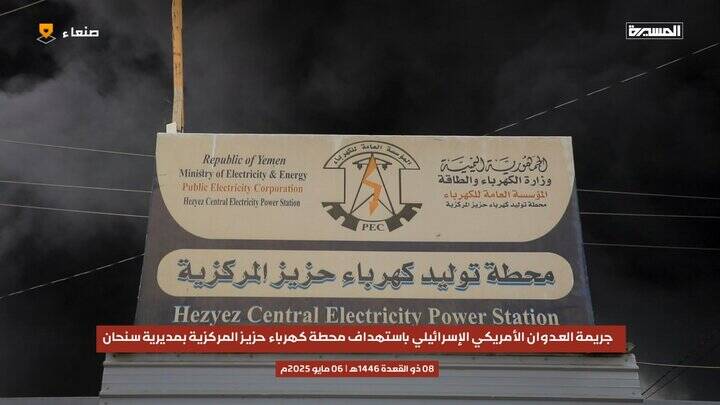 صنعاء
المسيرة
Republic of Yemen
Ministry of Electricity & Energy
Public Electricity Corporation
Hezyez Central Electricity Power Station
المؤسسة العامة للكهرباء
PEC
الجمهورية اليمنية
وزارة الكهرباء والطاقة
المؤسسة العامة للكهرباء
محطة توليد كهرباء حزيز المركزية
محطة توليد كهرباء حزيز المركزية
Hezyez Central Electricity Power Station
جريمة العدوان الأمريكي الإسرائيلي باستهداف محطة كهرباء حزيز المركزية بمديرية سنحان
08 ذو القعدة 1446هـ | 06 مايو 2025م